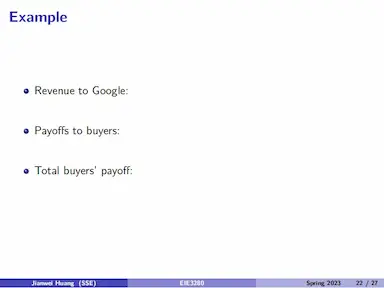 Example
Revenue to Google:
Payoffs to buyers:
Total buyers' payoff:
Jianwei Huang (SSE) EIE3280 Spring 2023 22 / 27